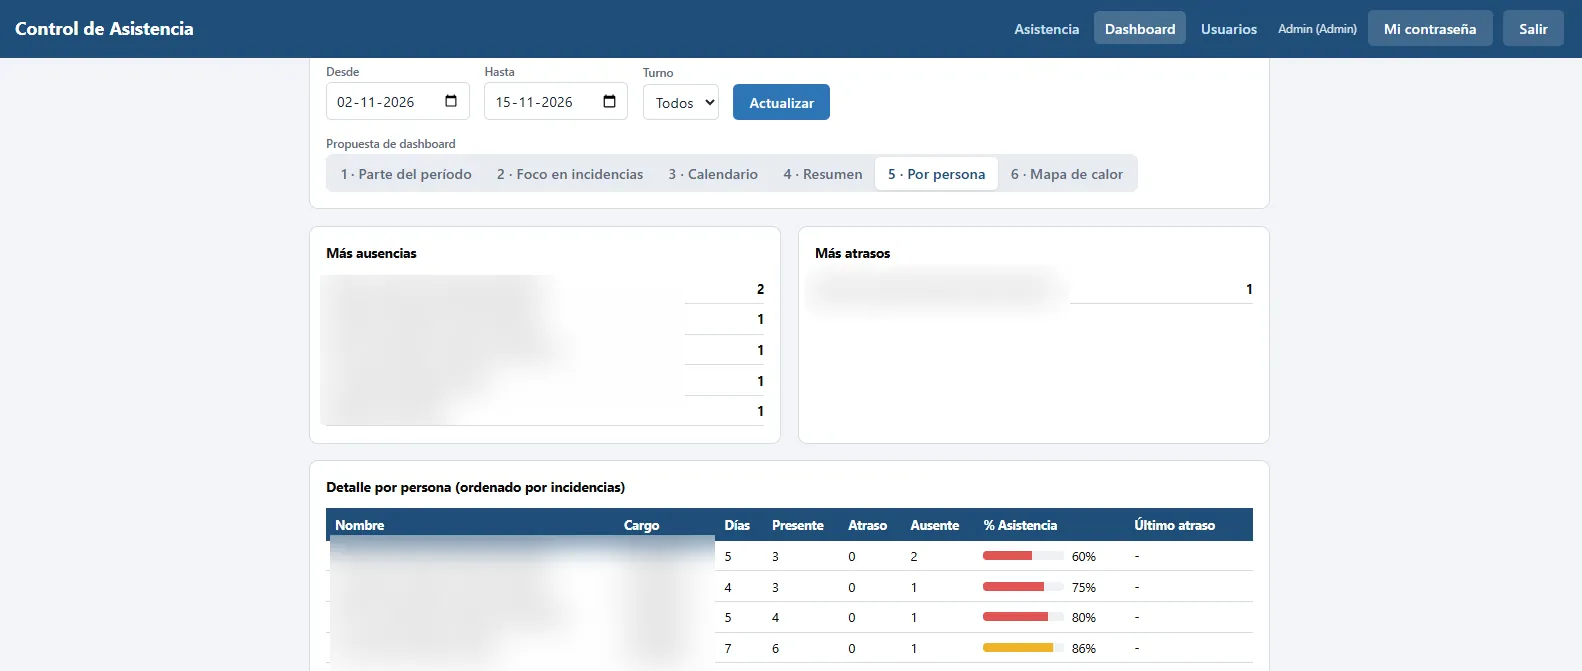 Control de Asistencia
Asistencia Dashboard Usuarios Admin (Admin) Mi contraseña Salir
Desde Hasta Turno
02-11-2026 15-11-2026 Todos Actualizar
Propuesta de dashboard
1 · Parte del período 2 · Foco en incidencias 3 · Calendario 4 · Resumen 5 · Por persona 6 · Mapa de calor
Más ausencias
2
1
1
1
1
Más atrasos
1
Detalle por persona (ordenado por incidencias)
Nombre Cargo Días Presente Atraso Ausente % Asistencia Último atraso
5 3 0 2 60% -
4 3 0 1 75% -
5 4 0 1 80% -
7 6 0 1 86% -